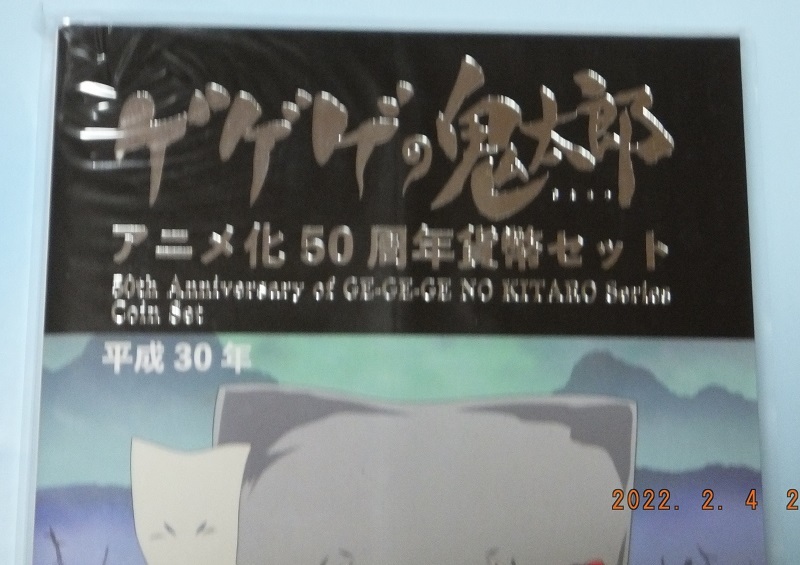 ゲゲゲの鬼太郎
アニメ化50周年貨幣セット
50th Anniversary of GE-GE-GE NO KITARO Series
Coin Set
平成30年
2022. 2. 4 2